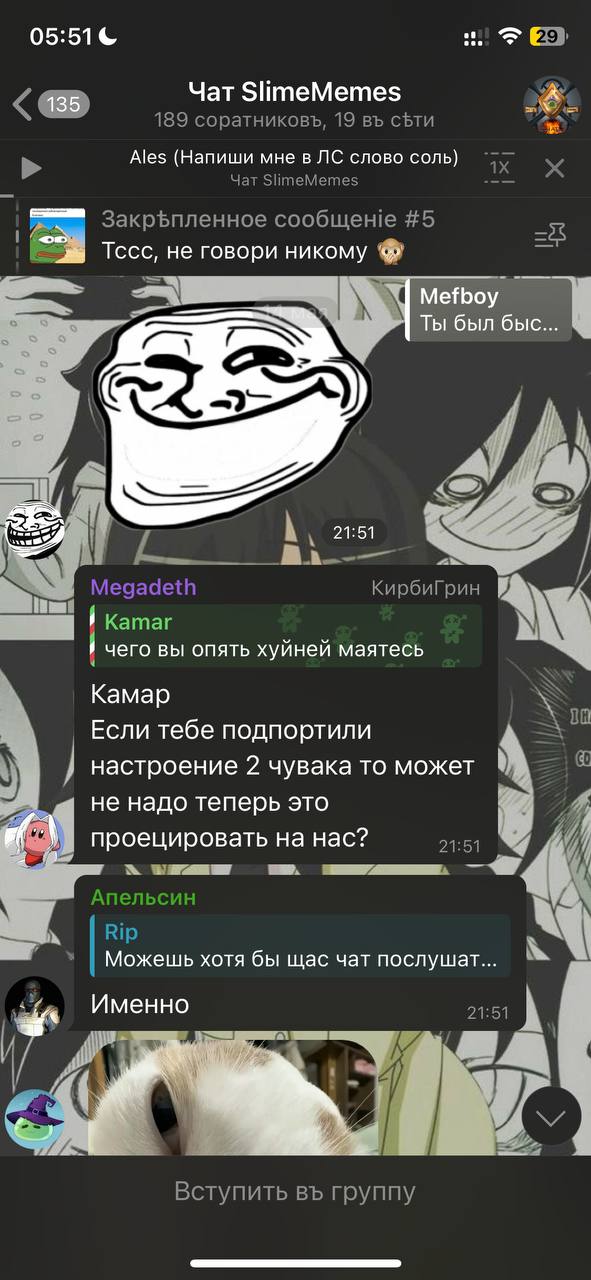 05:51
29
135
Чат SlimeMemes
189 соратниковъ, 19 въ сѣти
Ales (Напиши мне в ЛС слово соль)
Чат SlimeMemes
1X
Закрѣпленное сообщеніе #5
Тссс, не говори никому 🙊
14 мая
Mefboy
Ты был быс...
21:51
Megadeth
КирбиГрин
Kamar
чего вы опять хуйней маятесь
Камар
Если тебе подпортили
настроение 2 чувака то может
не надо теперь это
проецировать на нас?
21:51
Апельсин
Rip
Можешь хотя бы щас чат послушат...
Именно
21:51
Вступить въ группу